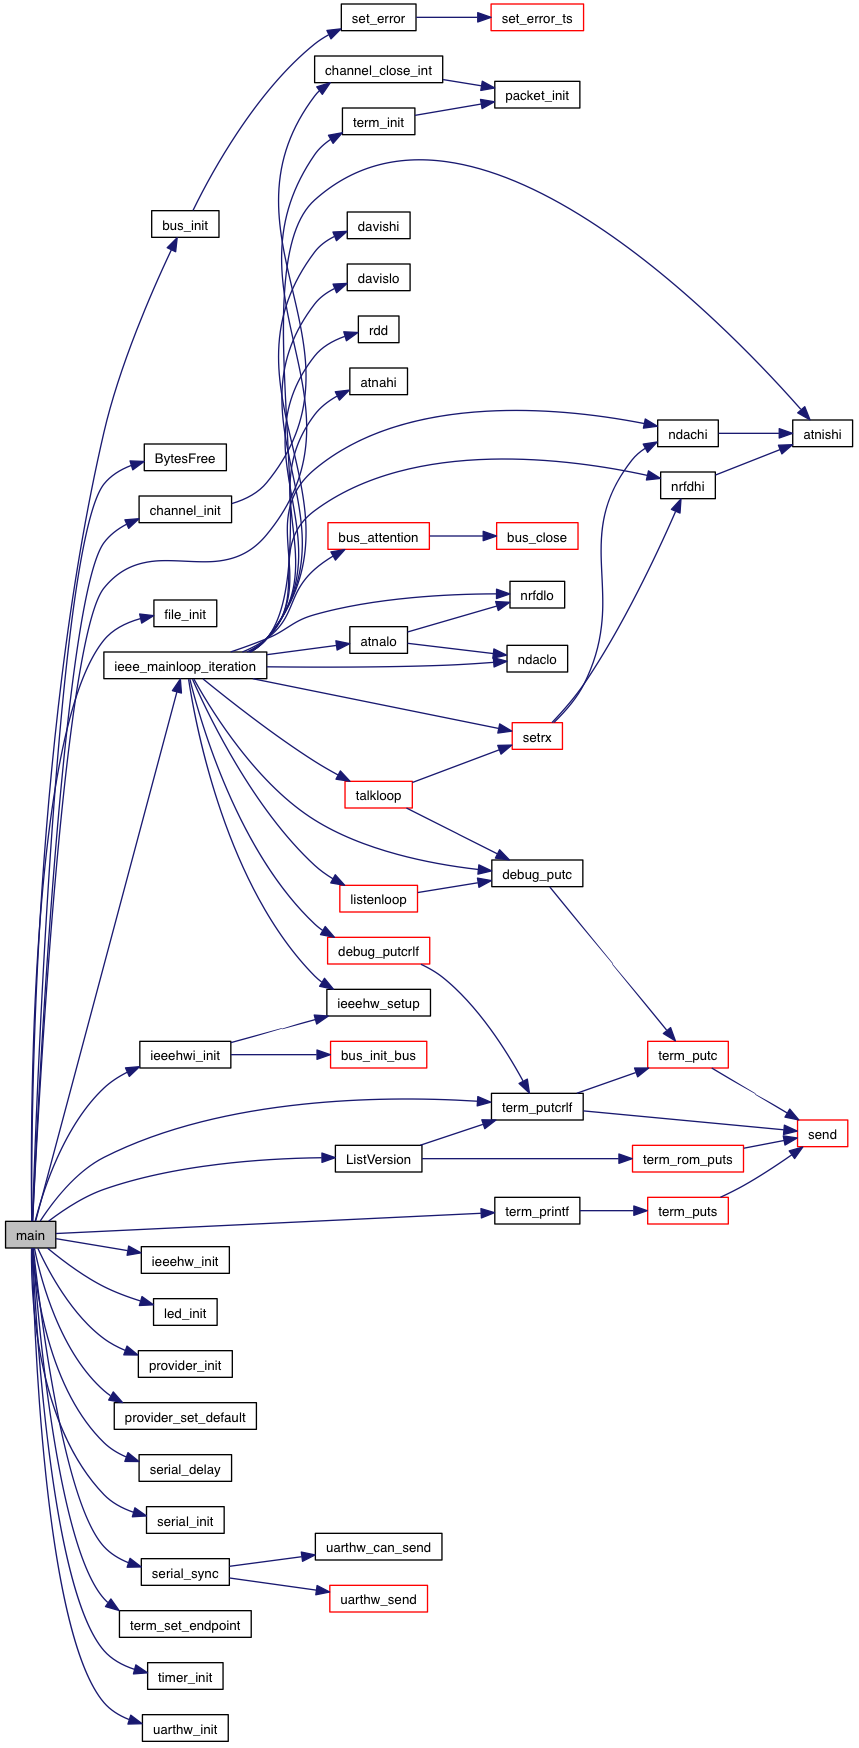 set_error
set_error_ts
channel_close_int
packet_init
term_init
bus_init
davishi
davislo
rdd
atnahi
ndachi
atnishi
BytesFree
nrfdhi
channel_init
bus_attention
bus_close
nrfdlo
file_init
atnalo
ndaclo
ieee_mainloop_iteration
setrx
talkloop
debug_putc
listenloop
debug_putcrlf
ieeehw_setup
ieeehwi_init
bus_init_bus
term_putc
term_putcrlf
send
ListVersion
term_rom_puts
term_printf
term_puts
main
ieeehw_init
led_init
provider_init
provider_set_default
serial_delay
serial_init
uarthw_can_send
serial_sync
uarthw_send
term_set_endpoint
timer_init
uarthw_init